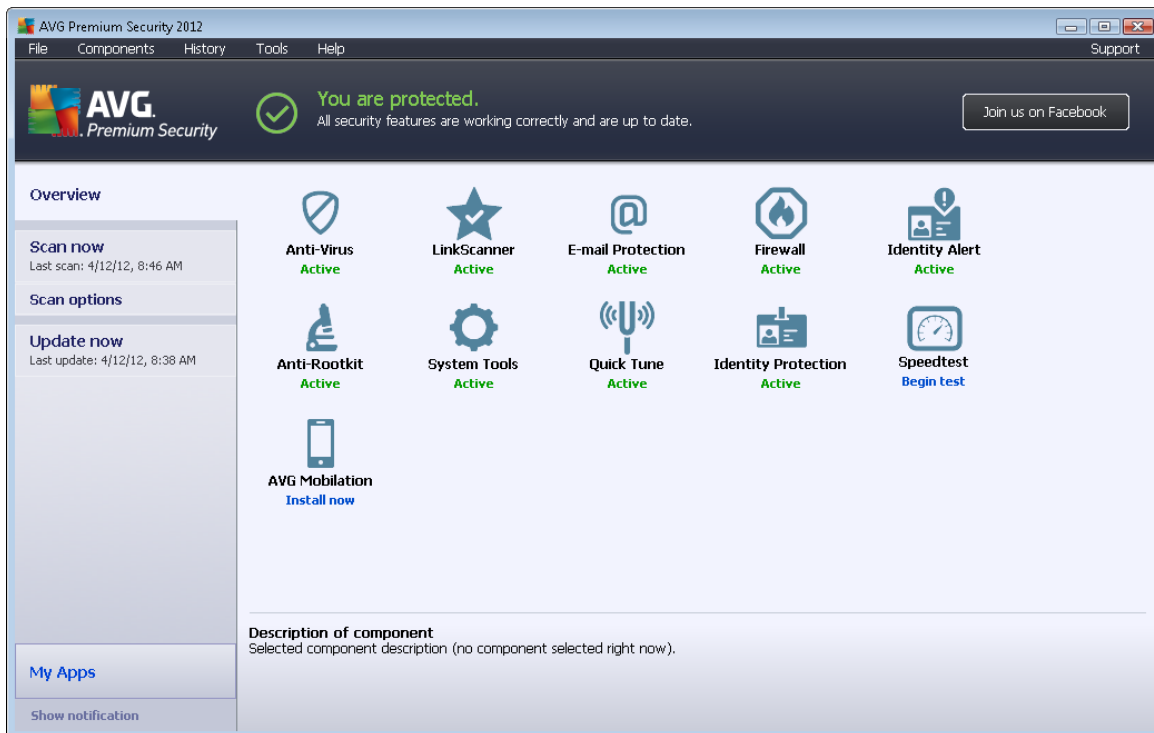 AVG Premium Security 2012
File Components History Tools Help Support
AVG.
Premium Security
You are protected.
All security features are working correctly and are up to date.
Join us on Facebook
Overview
Scan now
Last scan: 4/12/12, 8:46 AM
Scan options
Update now
Last update: 4/12/12, 8:38 AM
My Apps
Show notification
Anti-Virus
Active
LinkScanner
Active
E-mail Protection
Active
Firewall
Active
Identity Alert
Active
Anti-Rootkit
Active
System Tools
Active
Quick Tune
Active
Identity Protection
Active
Speedtest
Begin test
AVG Mobilation
Install now
Description of component
Selected component description (no component selected right now).